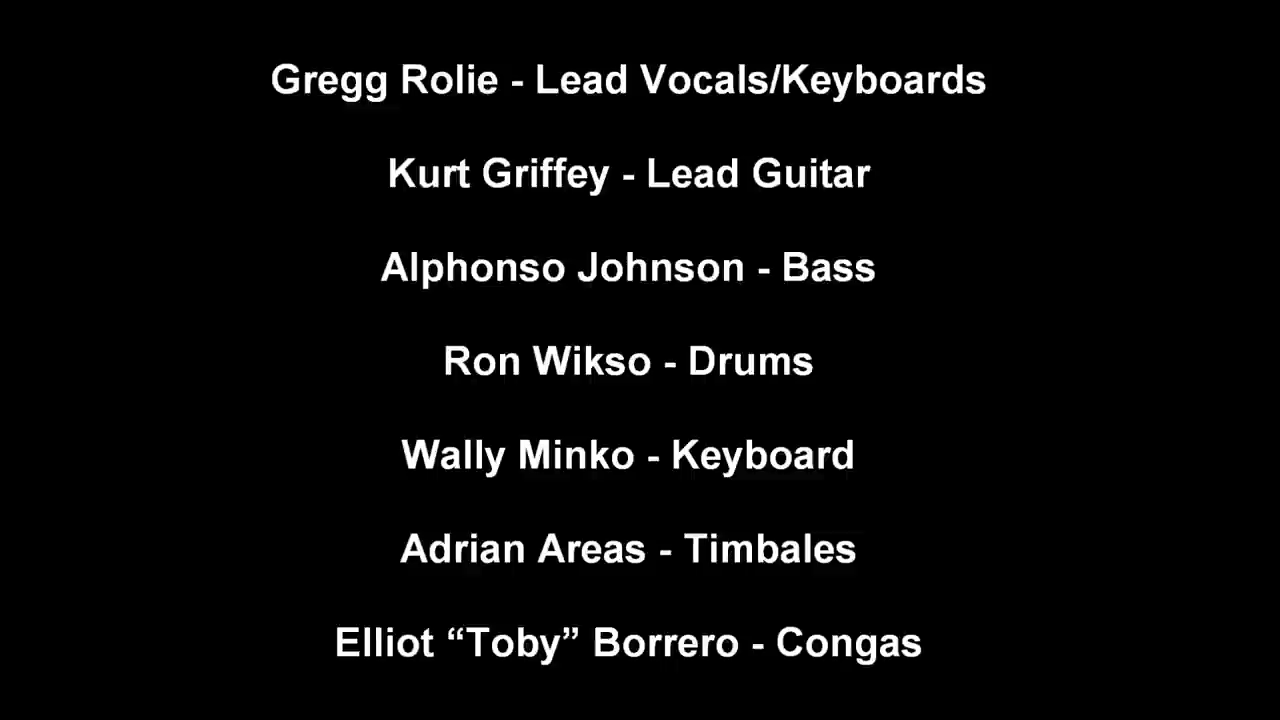 Gregg Rolie - Lead Vocals/Keyboards
Kurt Griffey - Lead Guitar
Alphonso Johnson - Bass
Ron Wikso - Drums
Wally Minko - Keyboard
Adrian Areas - Timbales
Elliot “Toby” Borrero - Congas